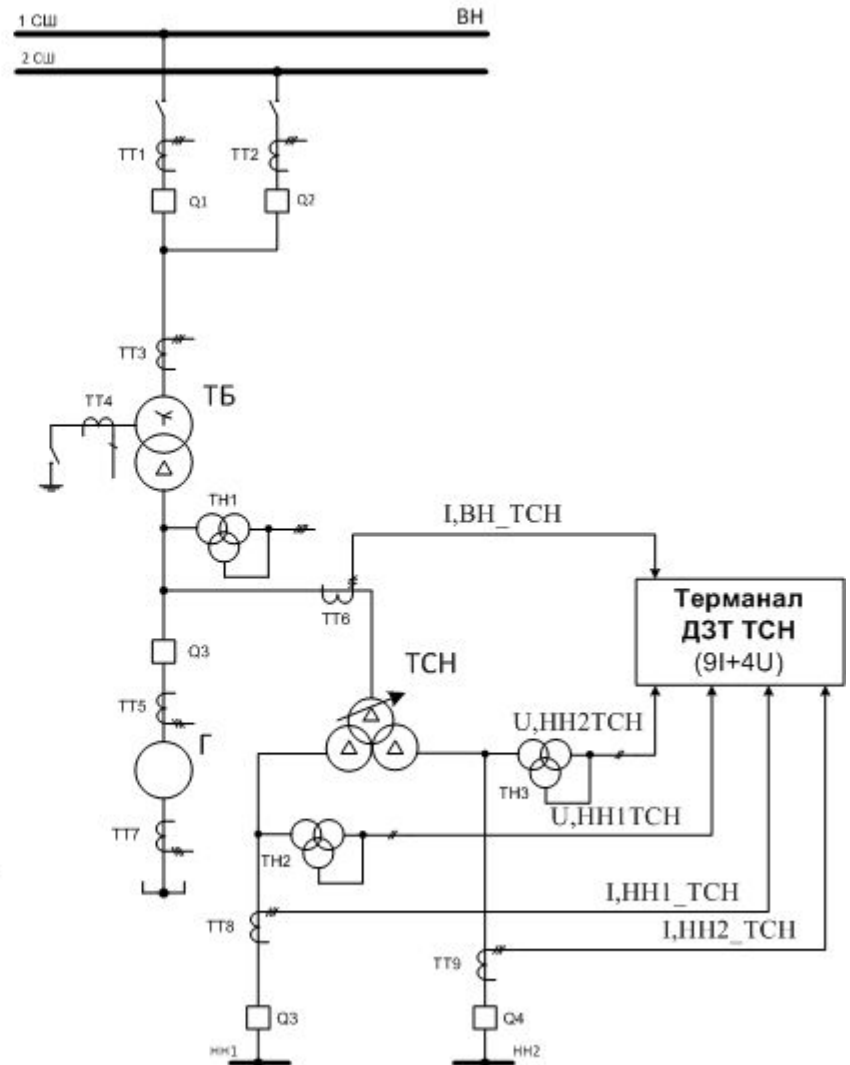 1 СШ
ВН
2 СШ
ТТ1
ТТ2
Q1
Q2
ТТ3
ТБ
ТТ4
ТН1
I,ВН_ТСН
Терманал
ДЗТ ТСН
(9I+4U)
ТТ6
Q3
ТСН
ТТ5
Г
U,НН2ТСН
ТН3
ТТ7
U,НН1ТСН
ТН2
I,НН1_ТСН
ТТ8
I,НН2_ТСН
ТТ9
Q3
Q4
НН1
НН2